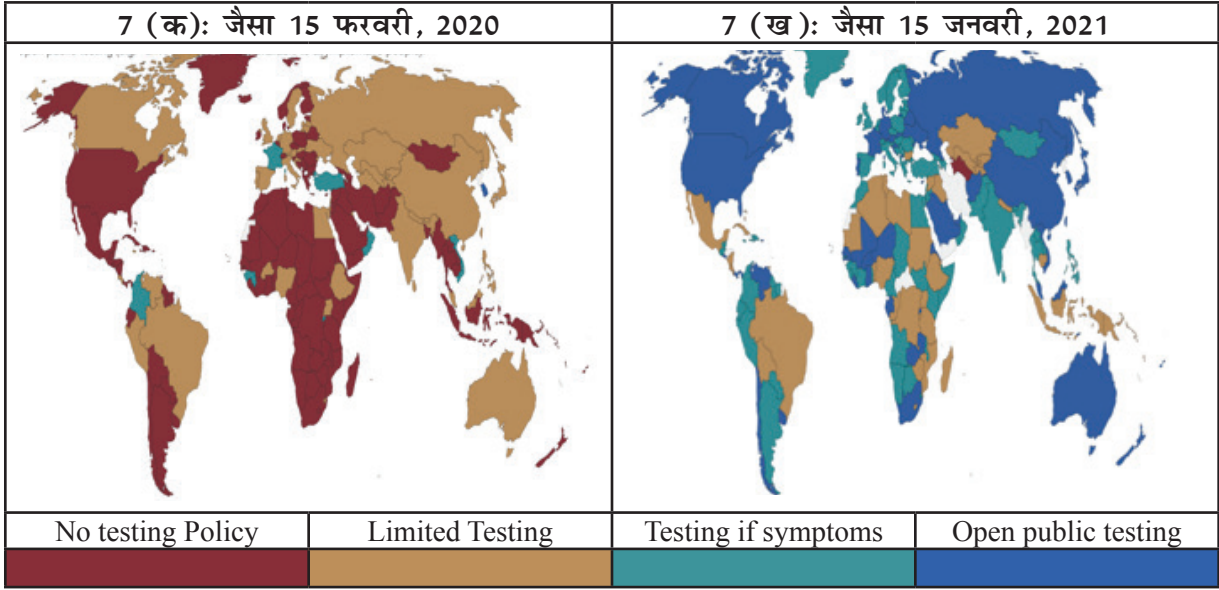 7 (क): जैसा 15 फरवरी, 2020
7 (ख): जैसा 15 जनवरी, 2021
No testing Policy
Limited Testing
Testing if symptoms
Open public testing